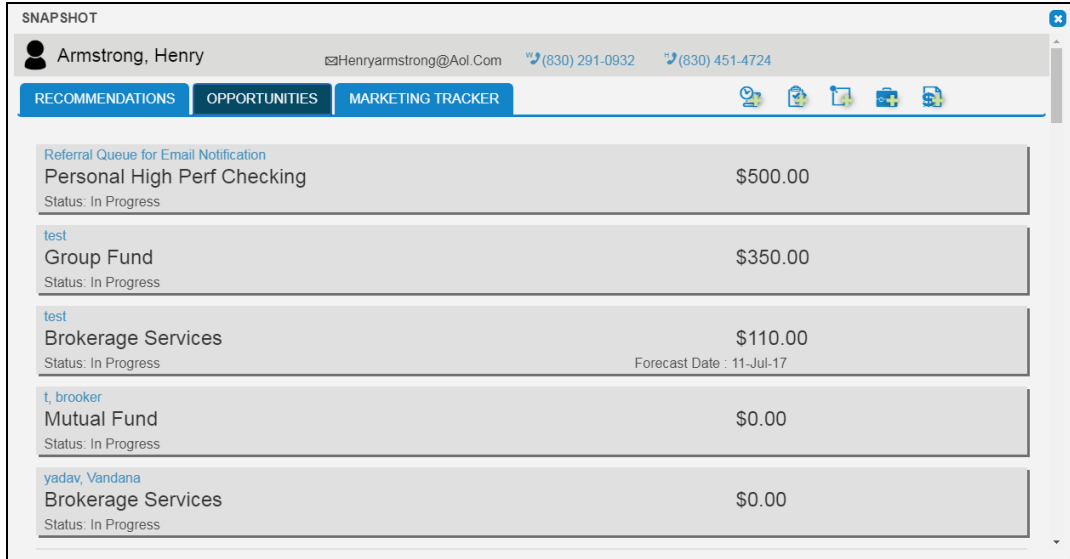 SNAPSHOT
Armstrong, Henry Henryarmstrong@Aol.Com W (830) 291-0932 H (830) 451-4724
RECOMMENDATIONS OPPORTUNITIES MARKETING TRACKER
Referral Queue for Email Notification
Personal High Perf Checking $500.00
Status: In Progress
test
Group Fund $350.00
Status: In Progress
test
Brokerage Services $110.00
Status: In Progress Forecast Date : 11-Jul-17
t, brooker
Mutual Fund $0.00
Status: In Progress
yadav, Vandana
Brokerage Services $0.00
Status: In Progress